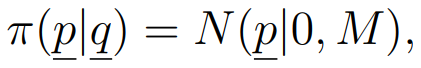 π(p|q) = N(p|0, M),